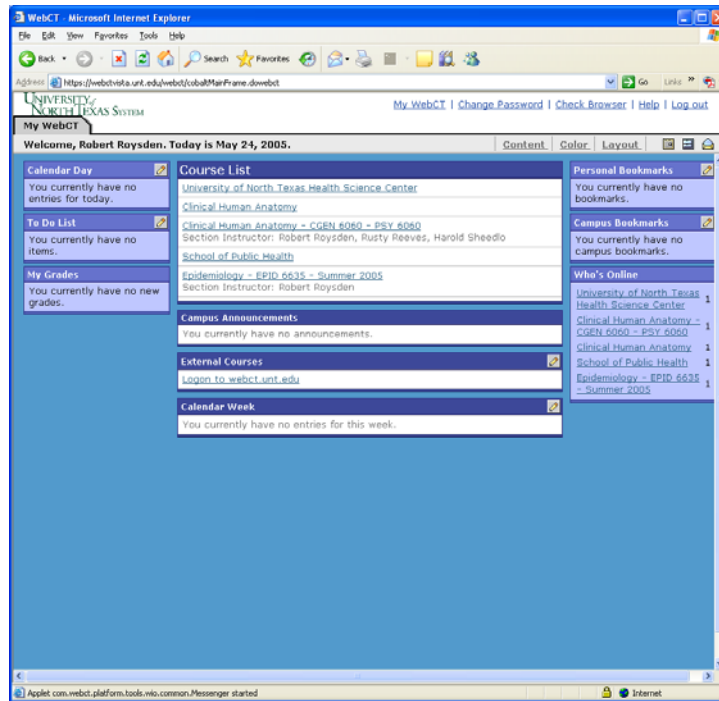 WebCT - Microsoft Internet Explorer
File Edit View Favorites Tools Help
Back Search Favorites
Address https://webctvista.unt.edu/webct/cobaltMainFrame.dowebct Go Links »
UNIVERSITY of
NORTH TEXAS SYSTEM
My WebCT | Change Password | Check Browser | Help | Log out
My WebCT
Welcome, Robert Roysden. Today is May 24, 2005.
Content Color Layout
Calendar Day
You currently have no
entries for today.
To Do List
You currently have no
items.
My Grades
You currently have no new
grades.
Course List
University of North Texas Health Science Center
Clinical Human Anatomy
Clinical Human Anatomy - CGEN 6060 - PSY 6060
Section Instructor: Robert Roysden, Rusty Reeves, Harold Sheedlo
School of Public Health
Epidemiology - EPID 6635 - Summer 2005
Section Instructor: Robert Roysden
Campus Announcements
You currently have no announcements.
External Courses
Logon to webct.unt.edu
Calendar Week
You currently have no entries for this week.
Personal Bookmarks
You currently have no
bookmarks.
Campus Bookmarks
You currently have no
campus bookmarks.
Who's Online
University of North Texas
Health Science Center 1
Clinical Human Anatomy -
CGEN 6060 - PSY 6060 1
Clinical Human Anatomy 1
School of Public Health 1
Epidemiology - EPID 6635
- Summer 2005 1
Applet com.webct.platform.tools.wio.common.Messenger started
Internet